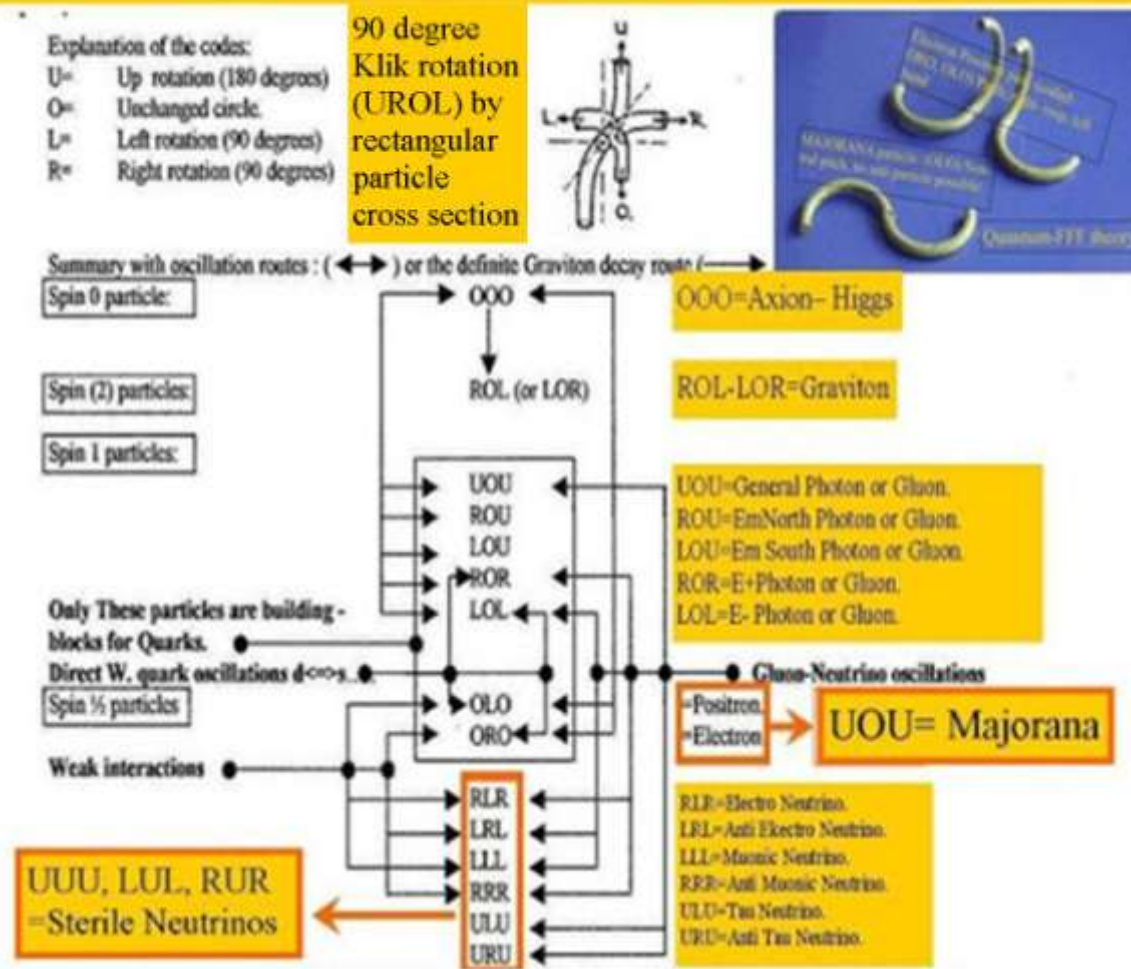 Explanation of the codes:
U= Up rotation (180 degrees)
O= Unchanged circle.
L= Left rotation (90 degrees)
R= Right rotation (90 degrees)
90 degree
Klik rotation
(UROL) by
rectangular
particle
cross section
U
L
R
O.
MAJORANA particle
Quantum-FFF theory
Summary with oscillation routes : ( ) or the definite Graviton decay route (
Spin 0 particle:
OOO
OOO=Axion– Higgs
Spin (2) particles:
ROL (or LOR)
ROL-LOR=Graviton
Spin 1 particles:
UOU
ROU
LOU
ROR
LOL
UOU=General Photon or Gluon.
ROU=EmNorth Photon or Gluon.
LOU=Em South Photon or Gluon.
ROR=E+Photon or Gluon.
LOL=E- Photon or Gluon.
Only These particles are building -
blocks for Quarks.
Direct W. quark oscillations d<=>s...
Gluon-Neutrino oscillations
Spin ½ particles
OLO
ORO
=Positron.
=Electron
UOU= Majorana
Weak interactions
RLR
LRL
LLL
RRR
ULU
URU
RLR=Electro Neutrino.
LRL=Anti Ekectro Neutrino.
LLL=Muonic Neutrino.
RRR=Anti Muonic Neutrino.
ULU=Tau Neutrino.
URU=Anti Tau Neutrino.
UUU, LUL, RUR
=Sterile Neutrinos